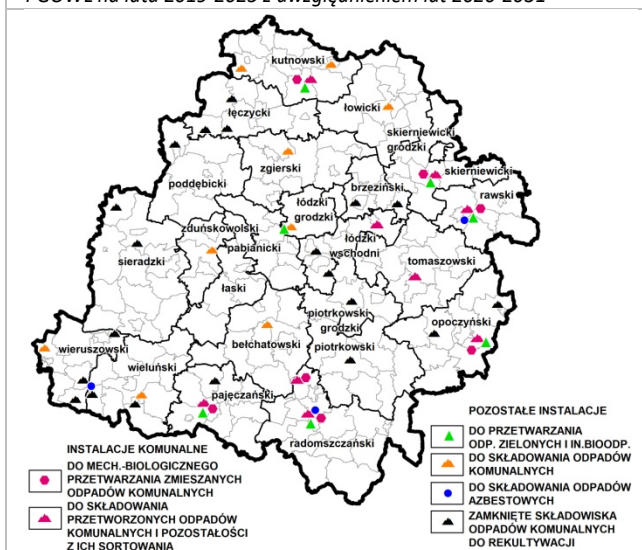 PGOWŁ na lata 2019-2025 z uwzględnieniem lat 2026-2031
kutnowski
łowicki
łęczycki
skierniewicki
grodzki
zgierski
skierniewicki
poddębicki
brzeziński
rawski
łódzki
grodzki
zduńskowolski
łódzki
pabianicki
wschodni
sieradzki
tomaszowski
łaski
piotrkowski
grodzki
opoczyński
wieruszowski
bełchatowski
piotrkowski
wieluński
pajęczański
radomszczański
INSTALACJE KOMUNALNE
DO MECH.-BIOLOGICZNEGO
PRZETWARZANIA ZMIESZANYCH
ODPADÓW KOMUNALNYCH
DO SKŁADOWANIA
PRZETWORZONYCH ODPADÓW
KOMUNALNYCH I POZOSTAŁOŚCI
Z ICH SORTOWANIA
POZOSTAŁE INSTALACJE
DO PRZETWARZANIA
ODP. ZIELONYCH I IN.BIOODP.
DO SKŁADOWANIA ODPADÓW
KOMUNALNYCH
DO SKŁADOWANIA ODPADÓW
AZBESTOWYCH
ZAMKNIĘTE SKŁADOWISKA
ODPADÓW KOMUNALNYCH
DO REKULTYWACJI